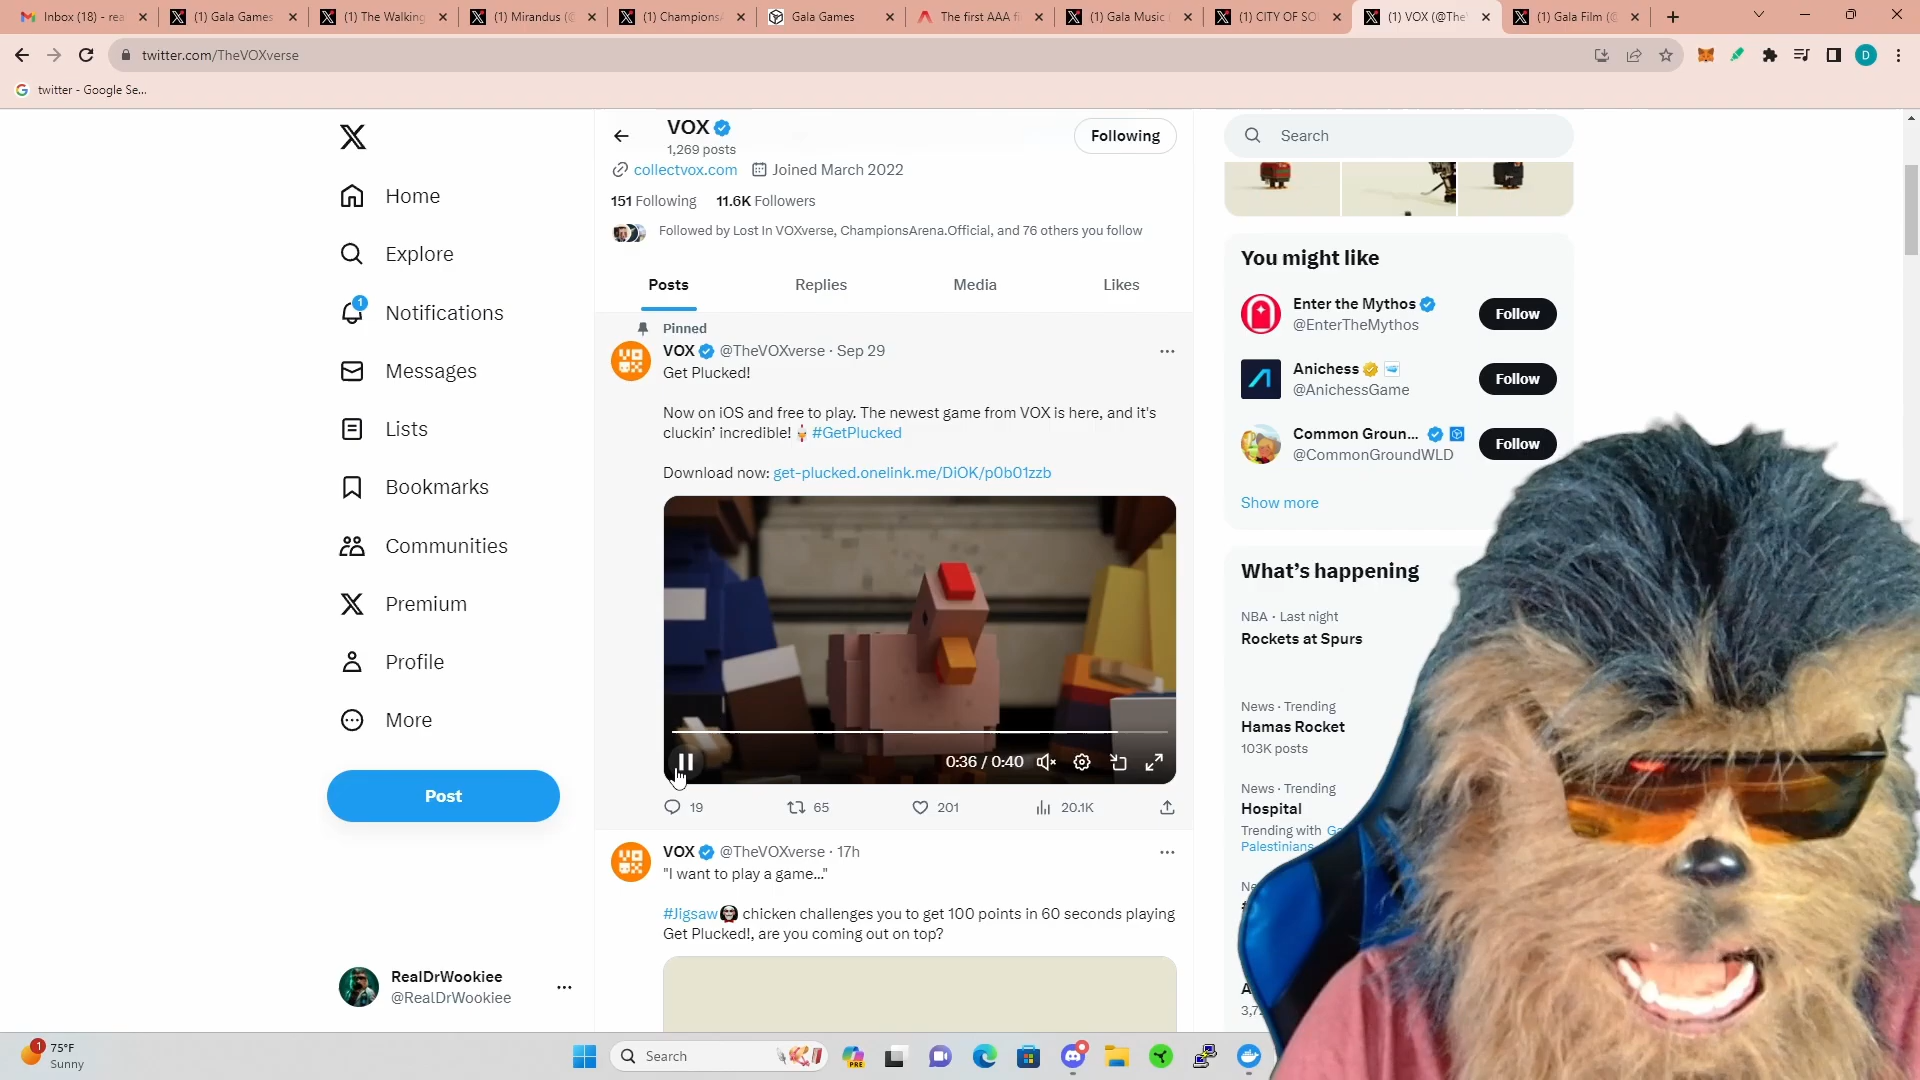 Inbox (18) - rea
(1) Gala Games
(1) The Walking
(1) Mirandus (@
(1) Champions
Gala Games
The first AAA fi
(1) Gala Music (
(1) CITY OF SO
(1) VOX (@The
(1) Gala Film (@
twitter.com/TheVOXverse
D
twitter - Google Se...
Home
Explore
1
Notifications
Messages
Lists
Bookmarks
Communities
Premium
Profile
More
Post
RealDrWookiee
@RealDrWookiee
VOX
1,269 posts
Following
collectvox.com
Joined March 2022
151 Following
11.6K Followers
Followed by Lost In VOXverse, ChampionsArena.Official, and 76 others you follow
Posts
Replies
Media
Likes
Pinned
VOX @TheVOXverse · Sep 29
Get Plucked!
Now on iOS and free to play. The newest game from VOX is here, and it's
cluckin' incredible! #GetPlucked
Download now: get-plucked.onelink.me/DiOK/p0b01zzb
0:36 / 0:40
19
65
201
20.1K
VOX @TheVOXverse · 17h
"I want to play a game..."
#Jigsaw chicken challenges you to get 100 points in 60 seconds playing
Get Plucked!, are you coming out on top?
Search
You might like
Enter the Mythos
@EnterTheMythos
Follow
Anichess
@AnichessGame
Follow
Common Groun...
@CommonGroundWLD
Follow
Show more
What's happening
NBA · Last night
Rockets at Spurs
News · Trending
Hamas Rocket
103K posts
News · Trending
Hospital
Trending with Ga
Palestinians
Ne
A
3,7
1
75°F
Sunny
Search
PRE